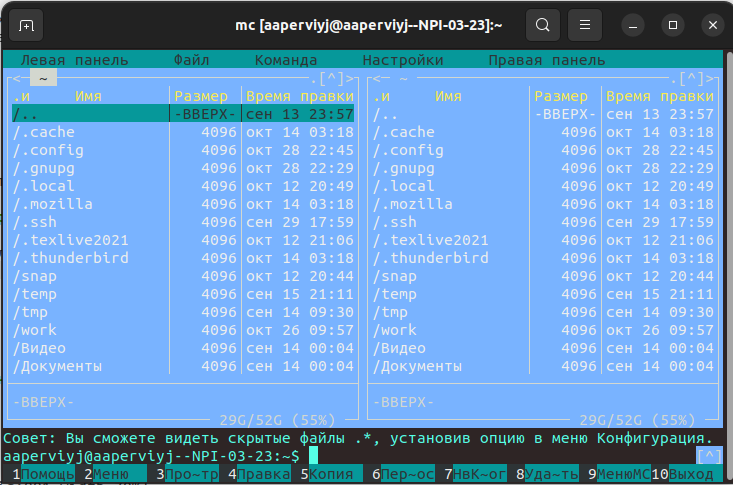 mc [aaperviyj@aaperviyj--NPI-03-23]:~
Левая панель Файл Команда Настройки Правая панель
<─ ~ ─.[^]> <─ ~ ─.[^]>
.и Имя Размер Время правки .и Имя Размер Время правки
/.. -ВВЕРХ- сен 13 23:57 /.. -ВВЕРХ- сен 13 23:57
/.cache 4096 окт 14 03:18 /.cache 4096 окт 14 03:18
/.config 4096 окт 28 22:45 /.config 4096 окт 28 22:45
/.gnupg 4096 окт 28 22:29 /.gnupg 4096 окт 28 22:29
/.local 4096 окт 12 20:49 /.local 4096 окт 12 20:49
/.mozilla 4096 окт 14 03:18 /.mozilla 4096 окт 14 03:18
/.ssh 4096 сен 29 17:59 /.ssh 4096 сен 29 17:59
/.texlive2021 4096 окт 12 21:06 /.texlive2021 4096 окт 12 21:06
/.thunderbird 4096 окт 14 03:18 /.thunderbird 4096 окт 14 03:18
/snap 4096 окт 12 20:44 /snap 4096 окт 12 20:44
/temp 4096 сен 15 21:11 /temp 4096 сен 15 21:11
/tmp 4096 сен 14 09:30 /tmp 4096 сен 14 09:30
/work 4096 окт 26 09:57 /work 4096 окт 26 09:57
/Видео 4096 сен 14 00:04 /Видео 4096 сен 14 00:04
/Документы 4096 сен 14 00:04 /Документы 4096 сен 14 00:04
-ВВЕРХ- -ВВЕРХ-
29G/52G (55%) 29G/52G (55%)
Совет: Вы сможете видеть скрытые файлы .*, установив опцию в меню Конфигурация.
aaperviyj@aaperviyj--NPI-03-23:~$ [^]
1Помощь 2Меню 3Про~тр 4Правка 5Копия 6Пер~ос 7НвК~ог 8Уда~ть 9МенюМС 10Выход